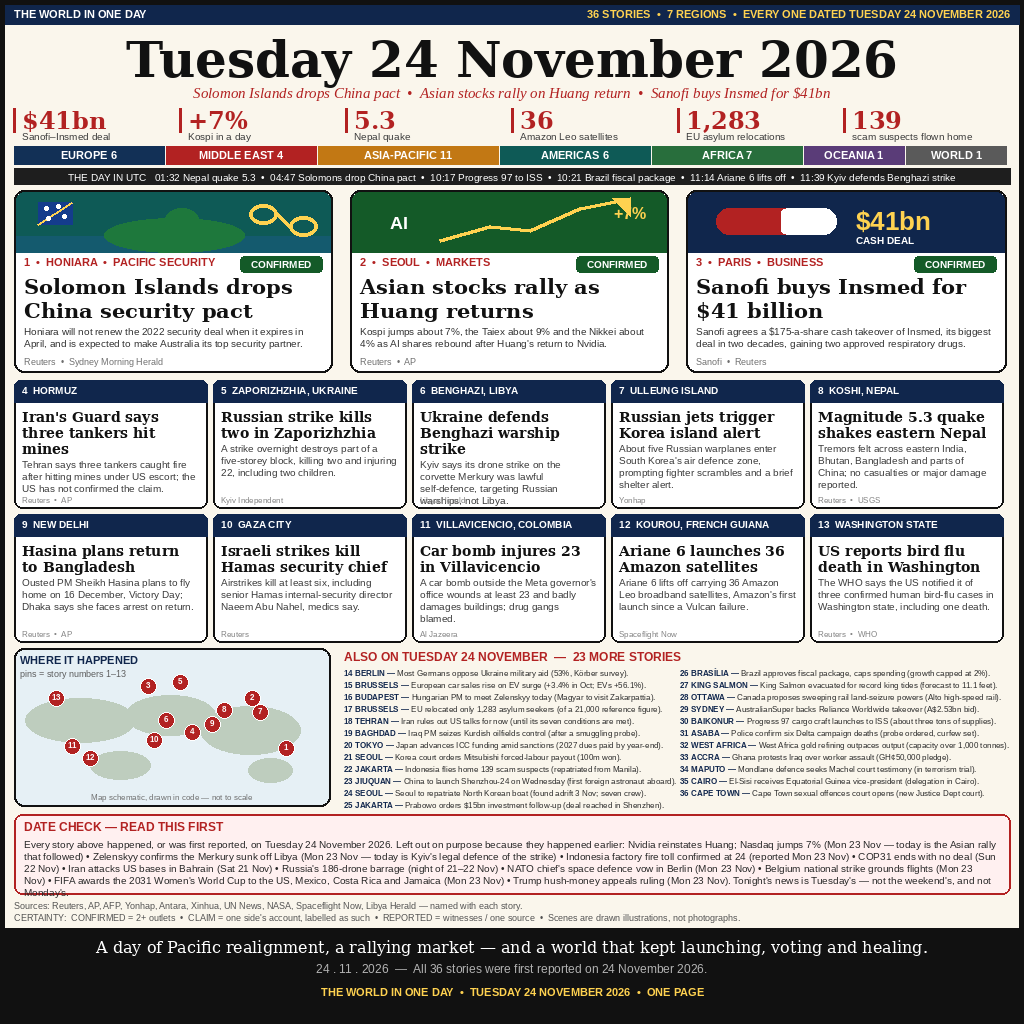 THE WORLD IN ONE DAY
36 STORIES • 7 REGIONS • EVERY ONE DATED TUESDAY 24 NOVEMBER 2026
Tuesday 24 November 2026
Solomon Islands drops China pact • Asian stocks rally on Huang return • Sanofi buys Insmed for $41bn
$41bn
Sanofi–Insmed deal
+7%
Kospi in a day
5.3
Nepal quake
36
Amazon Leo satellites
1,283
EU asylum relocations
139
scam suspects flown home
EUROPE 6
MIDDLE EAST 4
ASIA-PACIFIC 11
AMERICAS 6
AFRICA 7
OCEANIA 1
WORLD 1
THE DAY IN UTC 01:32 Nepal quake 5.3 • 04:47 Solomons drop China pact • 10:17 Progress 97 to ISS • 10:21 Brazil fiscal package • 11:14 Ariane 6 lifts off • 11:39 Kyiv defends Benghazi strike
1 • HONIARA • PACIFIC SECURITY
CONFIRMED
Solomon Islands drops
China security pact
Honiara will not renew the 2022 security deal when it expires in
April, and is expected to make Australia its top security partner.
Reuters • Sydney Morning Herald
AI
+7%
2 • SEOUL • MARKETS
CONFIRMED
Asian stocks rally as
Huang returns
Kospi jumps about 7%, the Taiex about 9% and the Nikkei about
4% as AI shares rebound after Huang's return to Nvidia.
Reuters • AP
$41bn
CASH DEAL
3 • PARIS • BUSINESS
CONFIRMED
Sanofi buys Insmed for
$41 billion
Sanofi agrees a $175-a-share cash takeover of Insmed, its biggest
deal in two decades, gaining two approved respiratory drugs.
Sanofi • Reuters
4 HORMUZ
Iran's Guard says
three tankers hit
mines
Tehran says three tankers caught fire
after hitting mines under US escort; the
US has not confirmed the claim.
Reuters • AP
5 ZAPORIZHZHIA, UKRAINE
Russian strike kills
two in Zaporizhzhia
A strike overnight destroys part of a
five-storey block, killing two and injuring
22, including two children.
Kyiv Independent
6 BENGHAZI, LIBYA
Ukraine defends
Benghazi warship
strike
Kyiv says its drone strike on the
corvette Merkury was lawful
self-defence, targeting Russian
warships, not Libya.
7 ULLEUNG ISLAND
Russian jets trigger
Korea island alert
About five Russian warplanes enter
South Korea's air defence zone,
prompting fighter scrambles and a brief
shelter alert.
Yonhap
8 KOSHI, NEPAL
Magnitude 5.3 quake
shakes eastern Nepal
Tremors felt across eastern India,
Bhutan, Bangladesh and parts of
China; no casualties or major damage
reported.
Reuters • USGS
9 NEW DELHI
Hasina plans return
to Bangladesh
Ousted PM Sheikh Hasina plans to fly
home on 16 December, Victory Day;
Dhaka says she faces arrest on return.
Reuters • AP
10 GAZA CITY
Israeli strikes kill
Hamas security chief
Airstrikes kill at least six, including
senior Hamas internal-security director
Naeem Abu Nahel, medics say.
Reuters
11 VILLAVICENCIO, COLOMBIA
Car bomb injures 23
in Villavicencio
A car bomb outside the Meta governor's
office wounds at least 23 and badly
damages buildings; drug gangs
blamed.
Al Jazeera
12 KOUROU, FRENCH GUIANA
Ariane 6 launches 36
Amazon satellites
Ariane 6 lifts off carrying 36 Amazon
Leo broadband satellites, Amazon's first
launch since a Vulcan failure.
Spaceflight Now
13 WASHINGTON STATE
US reports bird flu
death in Washington
The WHO says the US notified it of
three confirmed human bird-flu cases in
Washington state, including one death.
Reuters • WHO
WHERE IT HAPPENED
pins = story numbers 1–13
13
3
5
2
7
8
9
6
4
10
11
12
1
Map schematic, drawn in code — not to scale
ALSO ON TUESDAY 24 NOVEMBER — 23 MORE STORIES
14 BERLIN — Most Germans oppose Ukraine military aid (53%, Körber survey).
15 BRUSSELS — European car sales rise on EV surge (+3.4% in Oct; EVs +56.1%).
16 BUDAPEST — Hungarian PM to meet Zelenskyy today (Magyar to visit Zakarpattia).
17 BRUSSELS — EU relocated only 1,283 asylum seekers (of a 21,000 reference figure).
18 TEHRAN — Iran rules out US talks for now (until its seven conditions are met).
19 BAGHDAD — Iraq PM seizes Kurdish oilfields control (after a smuggling probe).
20 TOKYO — Japan advances ICC funding amid sanctions (2027 dues paid by year-end).
21 SEOUL — Korea court orders Mitsubishi forced-labour payout (100m won).
22 JAKARTA — Indonesia flies home 139 scam suspects (repatriated from Manila).
23 JIUQUAN — China to launch Shenzhou-24 on Wednesday (first foreign astronaut aboard).
24 SEOUL — Seoul to repatriate North Korean boat (found adrift 3 Nov; seven crew).
25 JAKARTA — Prabowo orders $15bn investment follow-up (deal reached in Shenzhen).
26 BRASÍLIA — Brazil approves fiscal package, caps spending (growth capped at 2%).
27 KING SALMON — King Salmon evacuated for record king tides (forecast to 11.1 feet).
28 OTTAWA — Canada proposes sweeping rail land-seizure powers (Alto high-speed rail).
29 SYDNEY — AustralianSuper backs Reliance Worldwide takeover (A$2.53bn bid).
30 BAIKONUR — Progress 97 cargo craft launches to ISS (about three tons of supplies).
31 ASABA — Police confirm six Delta campaign deaths (probe ordered, curfew set).
32 WEST AFRICA — West Africa gold refining outpaces output (capacity over 1,000 tonnes).
33 ACCRA — Ghana protests Iraq over worker assault (GH¢50,000 pledge).
34 MAPUTO — Mondlane defence seeks Machel court testimony (in terrorism trial).
35 CAIRO — El-Sisi receives Equatorial Guinea vice-president (delegation in Cairo).
36 CAPE TOWN — Cape Town sexual offences court opens (new Justice Dept court).
DATE CHECK — READ THIS FIRST
Every story above happened, or was first reported, on Tuesday 24 November 2026. Left out on purpose because they happened earlier: Nvidia reinstates Huang; Nasdaq jumps 7% (Mon 23 Nov — today is the Asian rally
that followed) • Zelenskyy confirms the Merkury sunk off Libya (Mon 23 Nov — today is Kyiv's legal defence of the strike) • Indonesia factory fire toll confirmed at 24 (reported Mon 23 Nov) • COP31 ends with no deal (Sun
22 Nov) • Iran attacks US bases in Bahrain (Sat 21 Nov) • Russia's 186-drone barrage (night of 21–22 Nov) • NATO chief's space defence vow in Berlin (Mon 23 Nov) • Belgium national strike grounds flights (Mon 23
Nov) • FIFA awards the 2031 Women's World Cup to the US, Mexico, Costa Rica and Jamaica (Mon 23 Nov) • Trump hush-money appeals ruling (Mon 23 Nov). Tonight's news is Tuesday's — not the weekend's, and not
Monday's.
Sources: Reuters, AP, AFP, Yonhap, Antara, Xinhua, UN News, NASA, Spaceflight Now, Libya Herald — named with each story.
CERTAINTY: CONFIRMED = 2+ outlets • CLAIM = one side's account, labelled as such • REPORTED = witnesses / one source • Scenes are drawn illustrations, not photographs.
A day of Pacific realignment, a rallying market — and a world that kept launching, voting and healing.
24 . 11 . 2026 — All 36 stories were first reported on 24 November 2026.
THE WORLD IN ONE DAY • TUESDAY 24 NOVEMBER 2026 • ONE PAGE